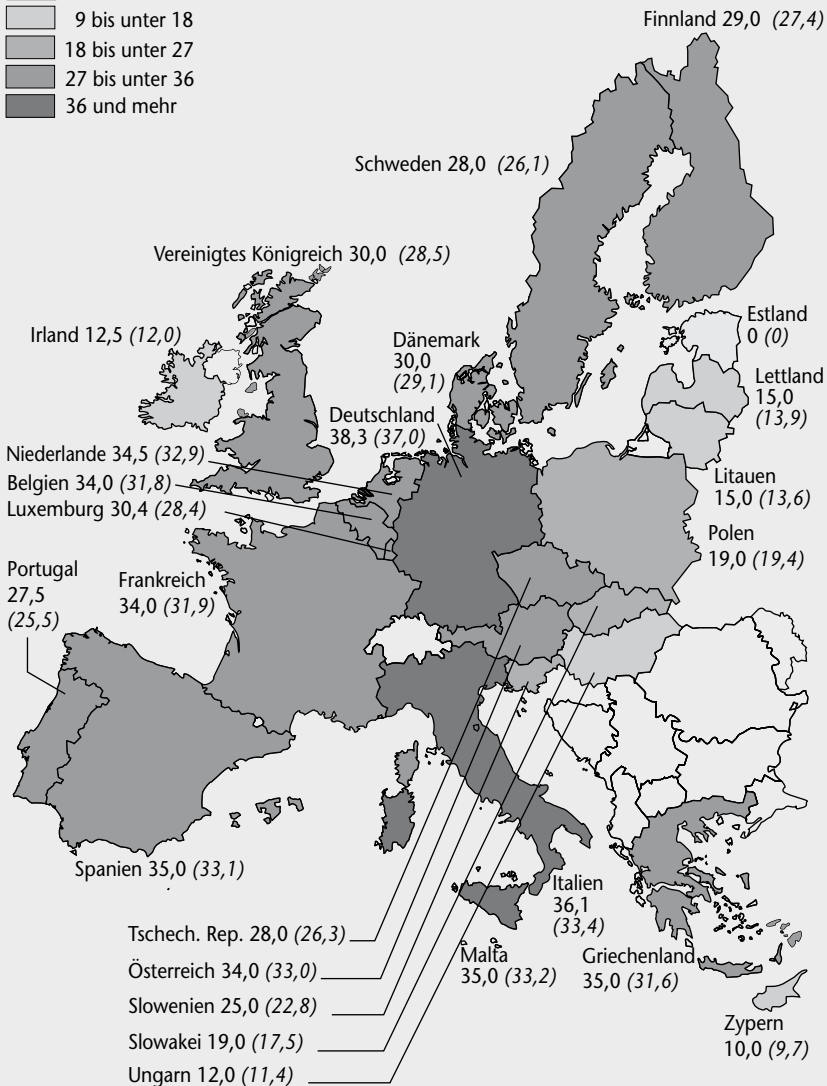 9 bis unter 18
18 bis unter 27
27 bis unter 36
36 und mehr
Finnland 29,0 (27,4)
Schweden 28,0 (26,1)
Vereinigtes Königreich 30,0 (28,5)
Irland 12,5 (12,0)
Dänemark
30,0
(29,1)
Estland
0 (0)
Lettland
15,0
(13,9)
Deutschland
38,3 (37,0)
Niederlande 34,5 (32,9)
Belgien 34,0 (31,8)
Luxemburg 30,4 (28,4)
Litauen
15,0 (13,6)
Polen
19,0 (19,4)
Portugal
27,5
(25,5)
Frankreich
34,0 (31,9)
Spanien 35,0 (33,1)
Italien
36,1
(33,4)
Tschech. Rep. 28,0 (26,3)
Österreich 34,0 (33,0)
Slowenien 25,0 (22,8)
Slowakei 19,0 (17,5)
Ungarn 12,0 (11,4)
Malta
35,0 (33,2)
Griechenland
35,0 (31,6)
Zypern
10,0 (9,7)